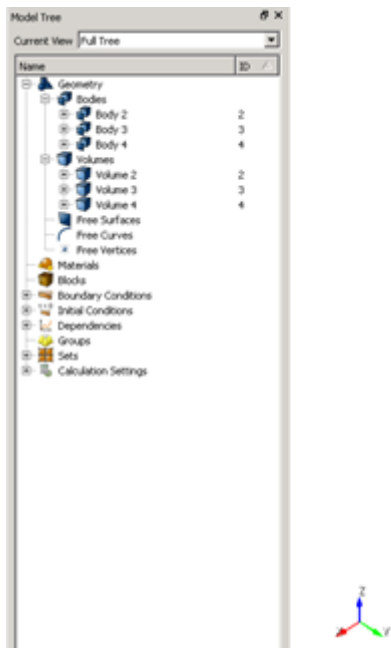 Model Tree
Current View Full Tree
Name ID
Geometry
Bodies
Body 2 2
Body 3 3
Body 4 4
Volumes
Volume 2 2
Volume 3 3
Volume 4 4
Free Surfaces
Free Curves
Free Vertices
Materials
Blocks
Boundary Conditions
Initial Conditions
Dependencies
Groups
Sets
Calculation Settings
Z
X Y